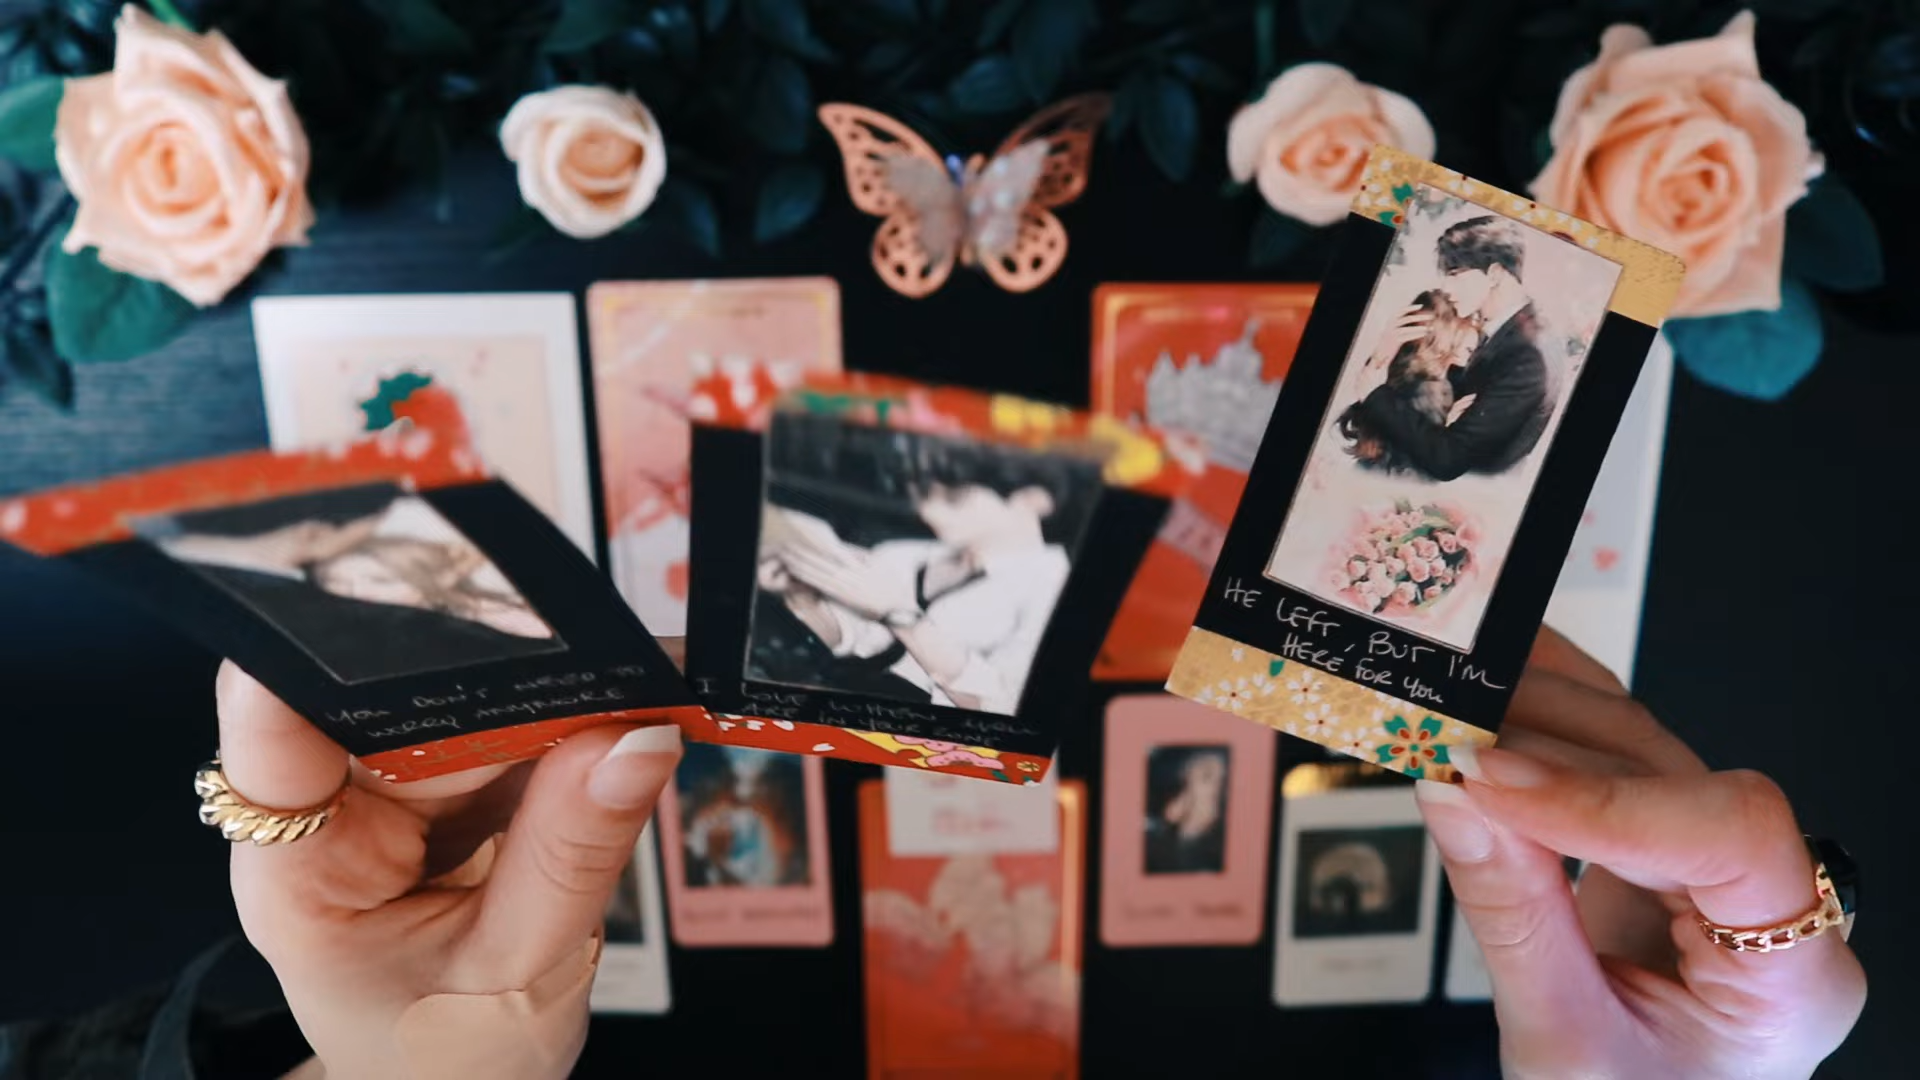 YOU DON'T NEED TO
WORRY ANYMORE
I LOVE WHEN YOU
ARE IN YOUR ZONE
HE LEFT, BUT I'M
HERE FOR YOU